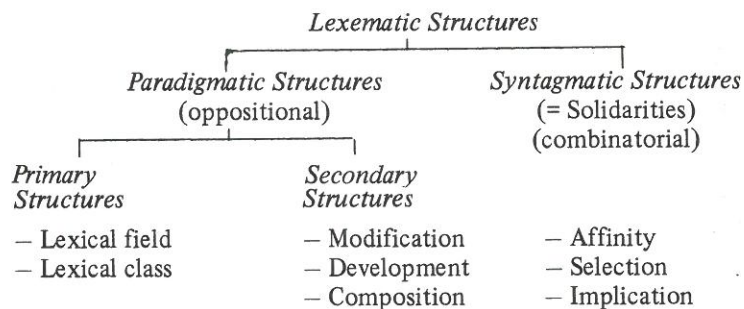 Lexematic Structures
Paradigmatic Structures
(oppositional)
Syntagmatic Structures
(= Solidarities)
(combinatorial)
Primary
Structures
– Lexical field
– Lexical class
Secondary
Structures
– Modification
– Development
– Composition
– Affinity
– Selection
– Implication